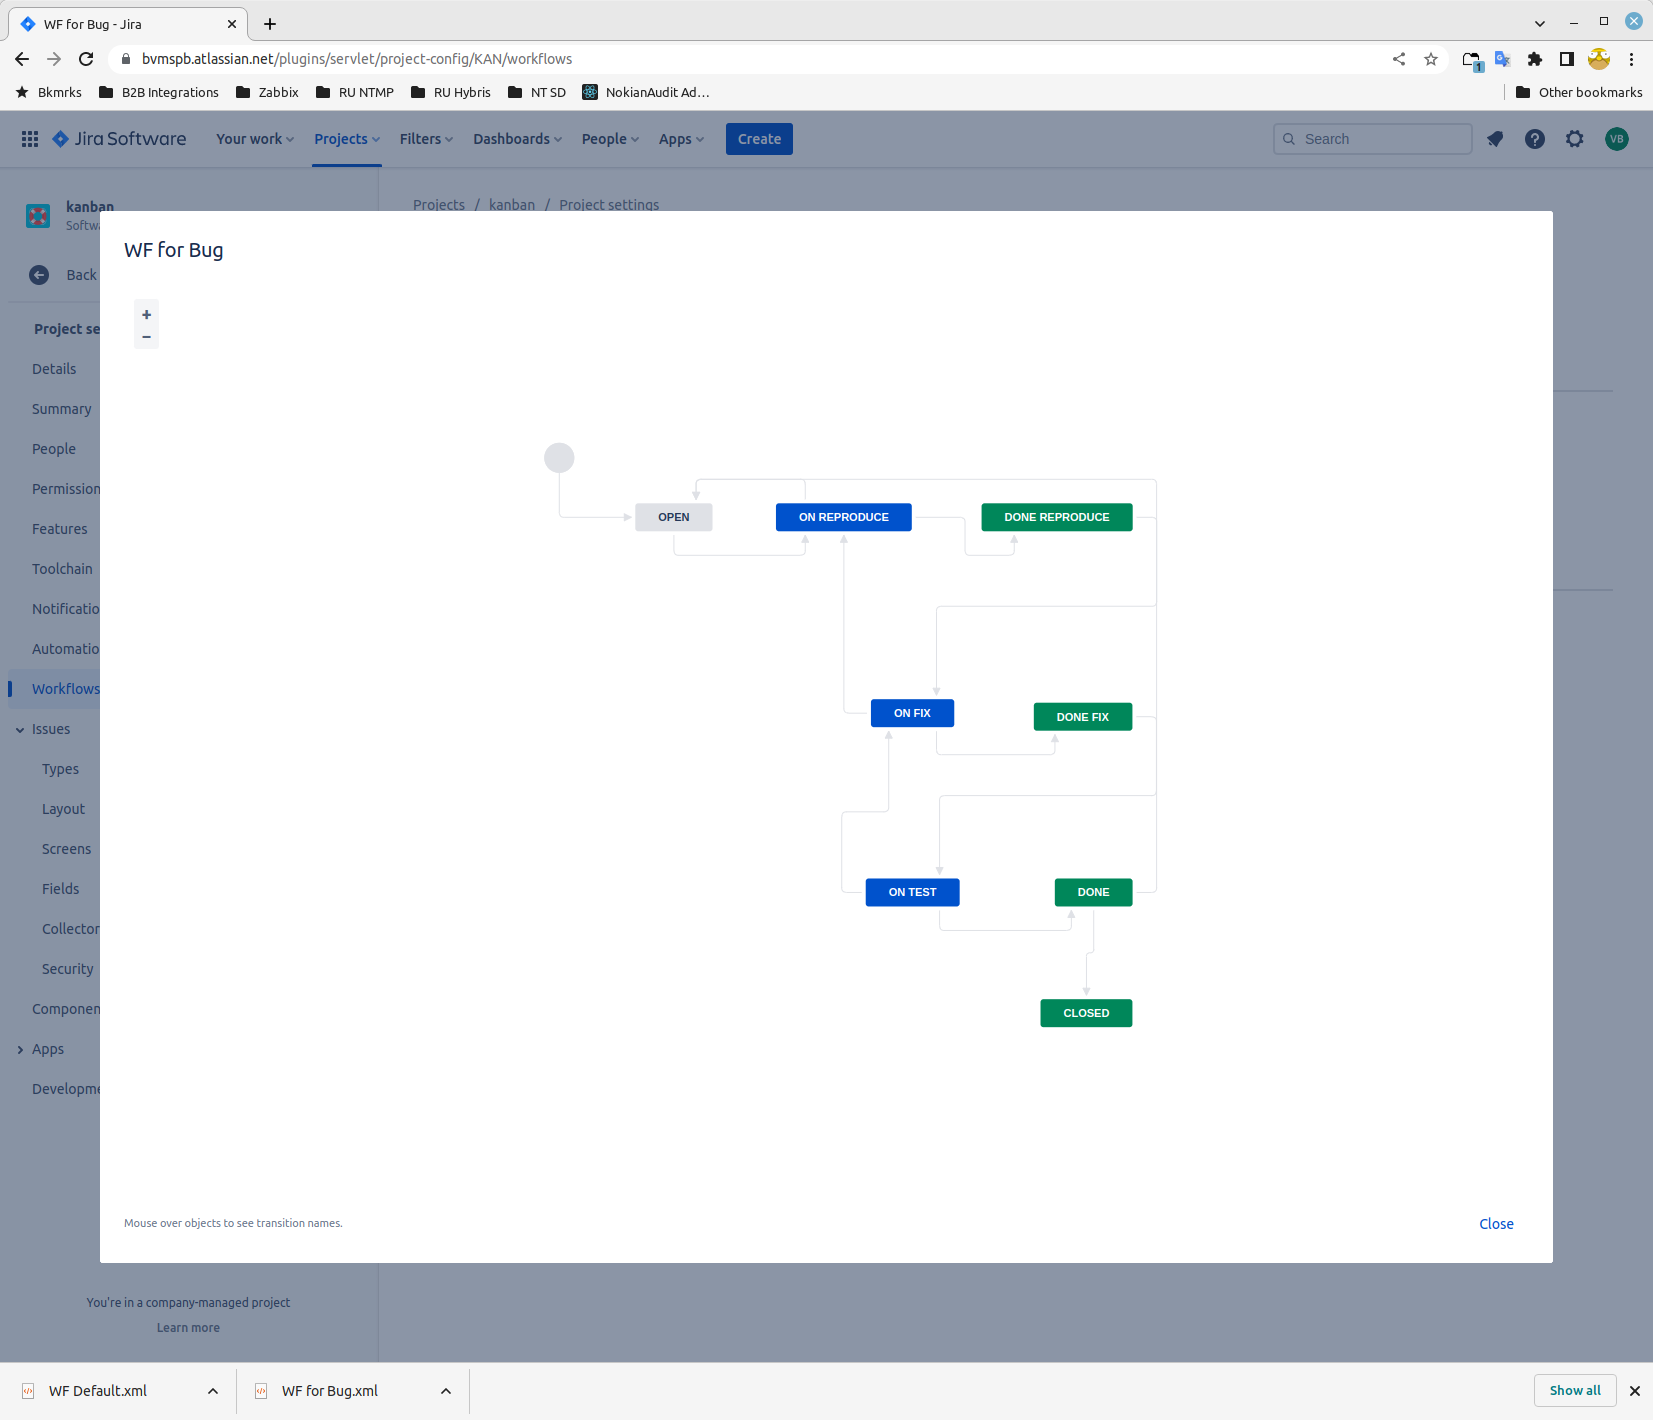 WF for Bug - Jira
bvmspb.atlassian.net/plugins/servlet/project-config/KAN/workflows
1
Bkmrks B2B Integrations Zabbix RU NTMP RU Hybris NT SD NokianAudit Ad... Other bookmarks
Jira Software Your work Projects Filters Dashboards People Apps Create Search VB
Projects / kanban / Project settings
kanban
Softwa
Back
Project se
Details
Summary
People
Permission
Features
Toolchain
Notificatio
Automatio
Workflows
Issues
Types
Layout
Screens
Fields
Collector
Security
Componen
Apps
Developme
You're in a company-managed project
Learn more
WF for Bug
+
−
OPEN ON REPRODUCE DONE REPRODUCE
ON FIX DONE FIX
ON TEST DONE
CLOSED
Mouse over objects to see transition names.
Close
WF Default.xml WF for Bug.xml Show all